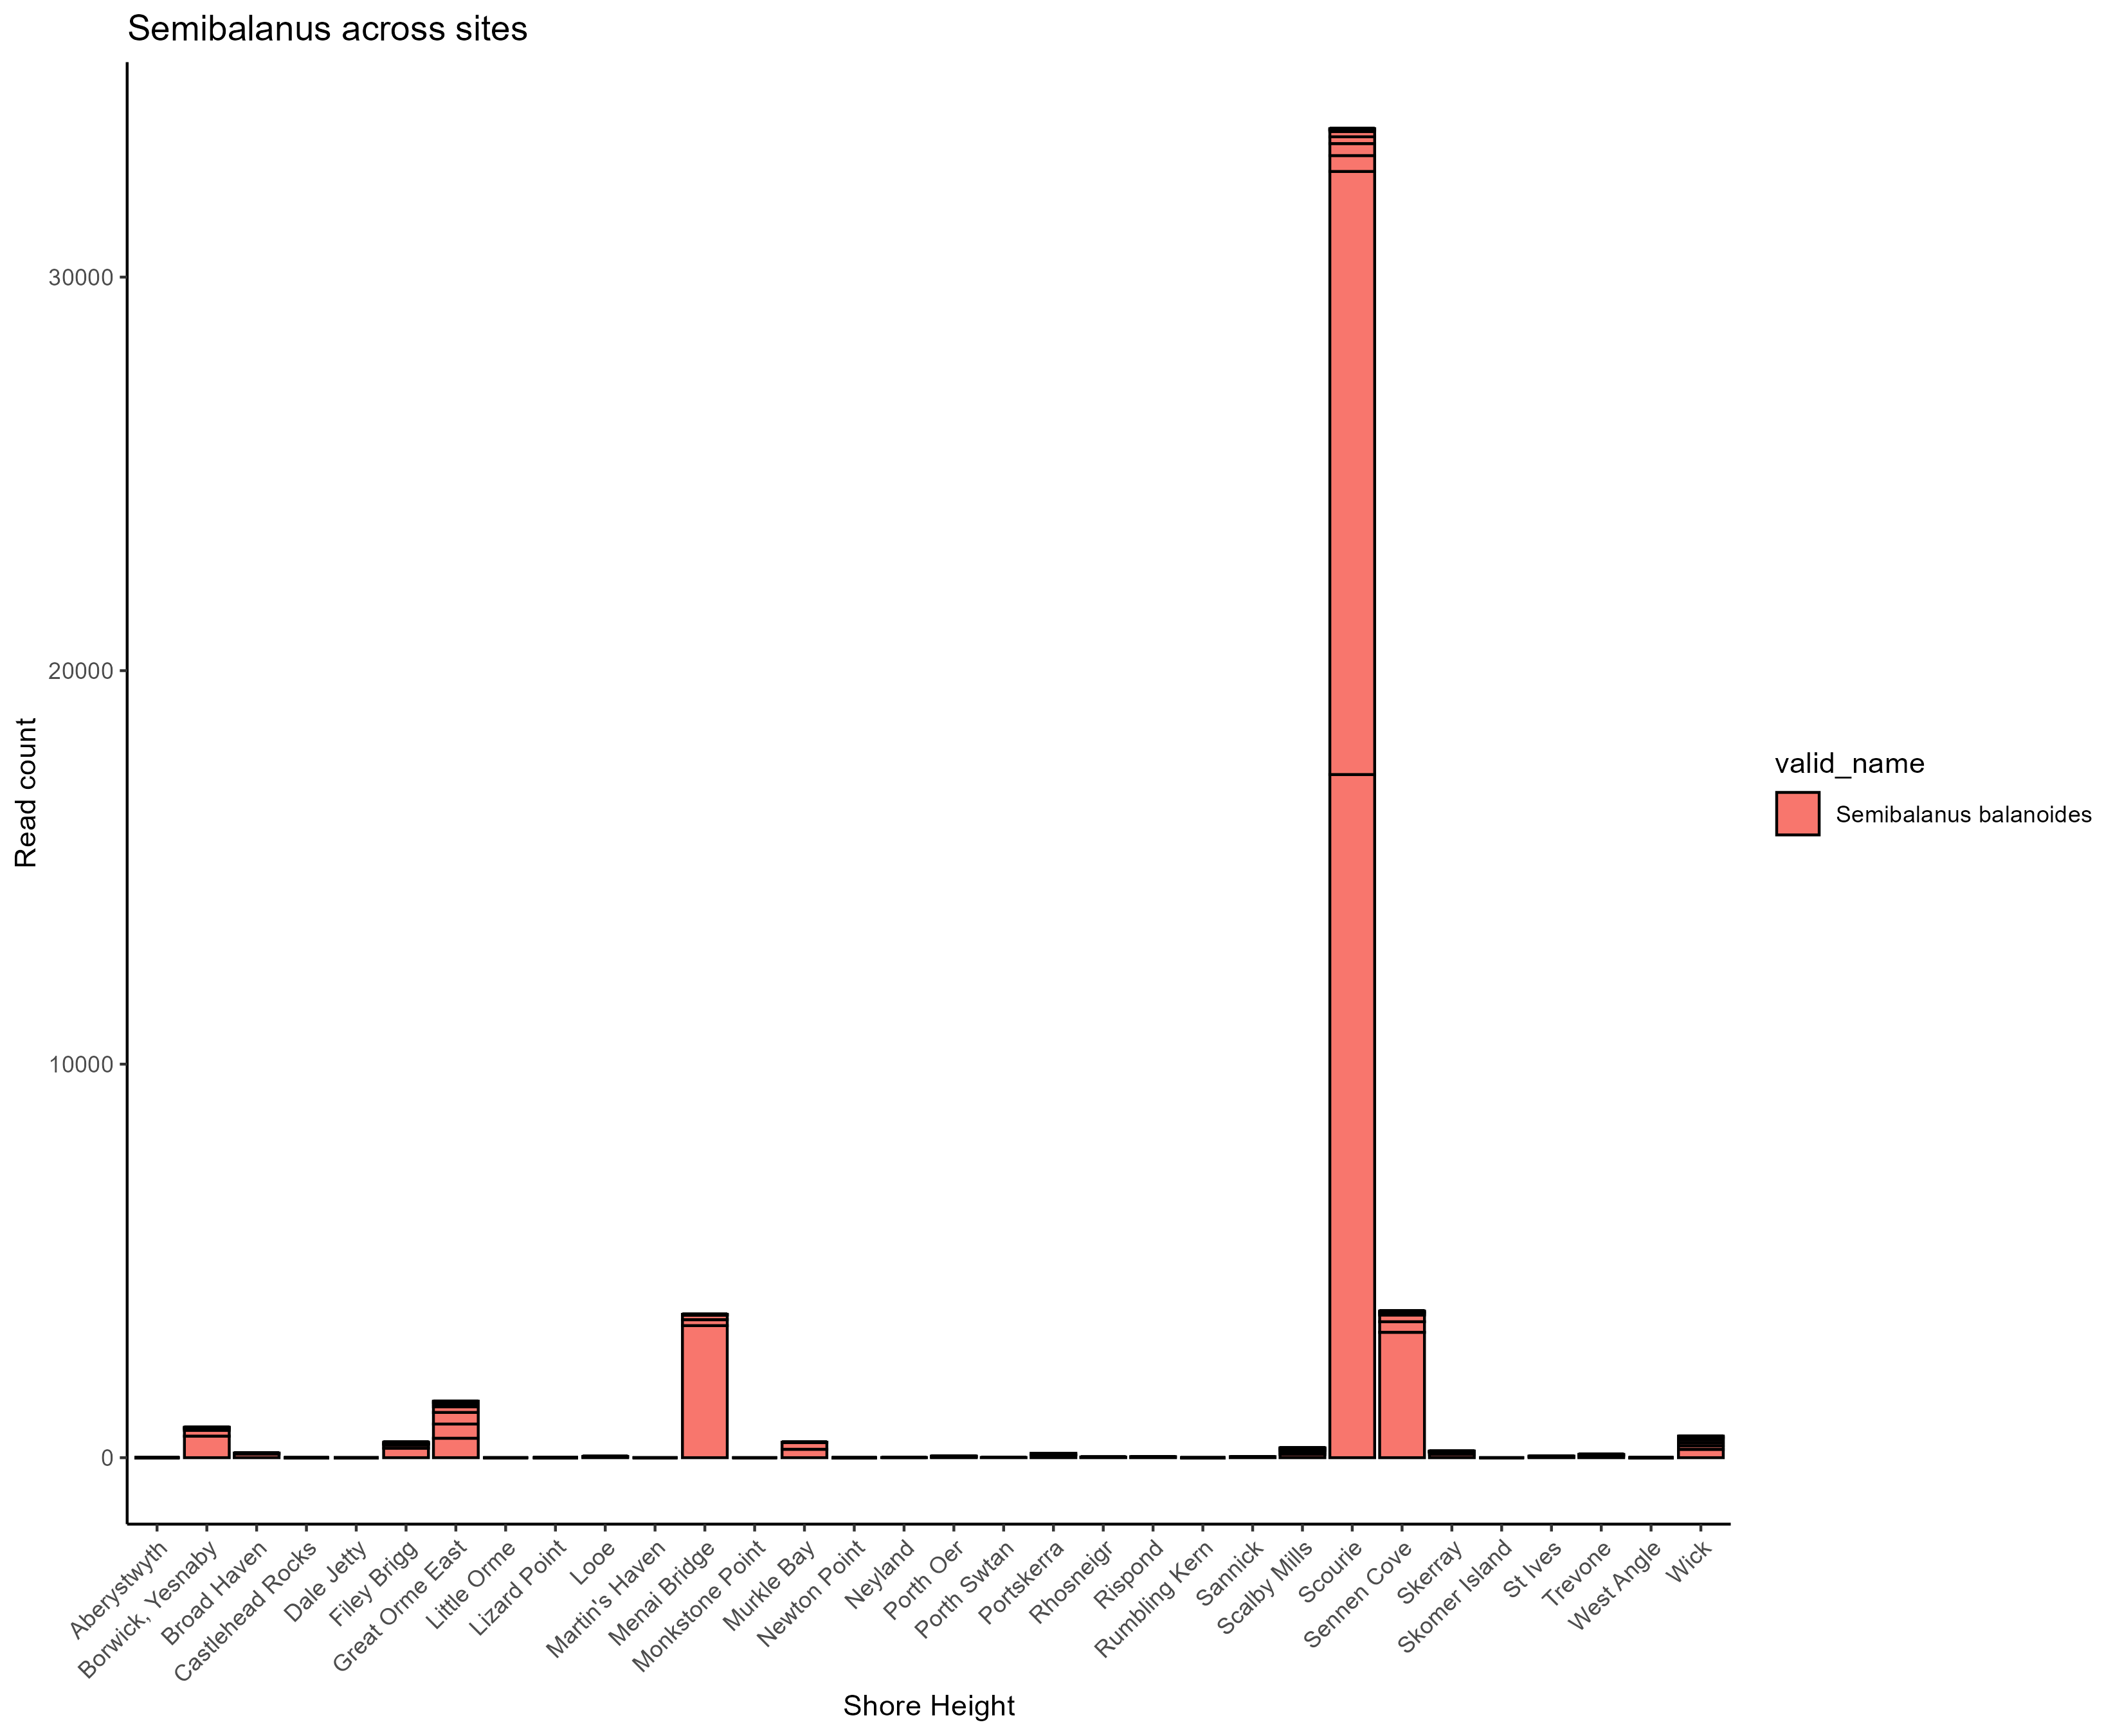 Semibalanus across sites
Read count
30000
20000
10000
0
Aberystwyth
Borwick, Yesnaby
Broad Haven
Castlehead Rocks
Dale Jetty
Filey Brigg
Great Orme East
Little Orme
Lizard Point
Looe
Martin's Haven
Menai Bridge
Monkstone Point
Murkle Bay
Newton Point
Neyland
Porth Oer
Porth Swtan
Portskerra
Rhosneigr
Rispond
Rumbling Kern
Sannick
Scalby Mills
Scourie
Sennen Cove
Skerray
Skomer Island
St Ives
Trevone
West Angle
Wick
Shore Height
valid_name
Semibalanus balanoides